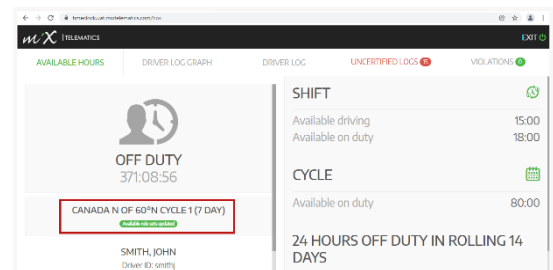 timedock.uat.mixtelematics.com/#/
mix TELEMATICS
EXIT
AVAILABLE HOURS
DRIVER LOG GRAPH
DRIVER LOG
UNCERTIFIED LOGS 15
VIOLATIONS 0
OFF DUTY
371:08:56
CANADA N OF 60°N CYCLE 1 (7 DAY)
Available rule sets updated
SMITH, JOHN
Driver ID: smithj
SHIFT
Available driving 15:00
Available on duty 18:00
CYCLE
Available on duty 80:00
24 HOURS OFF DUTY IN ROLLING 14
DAYS